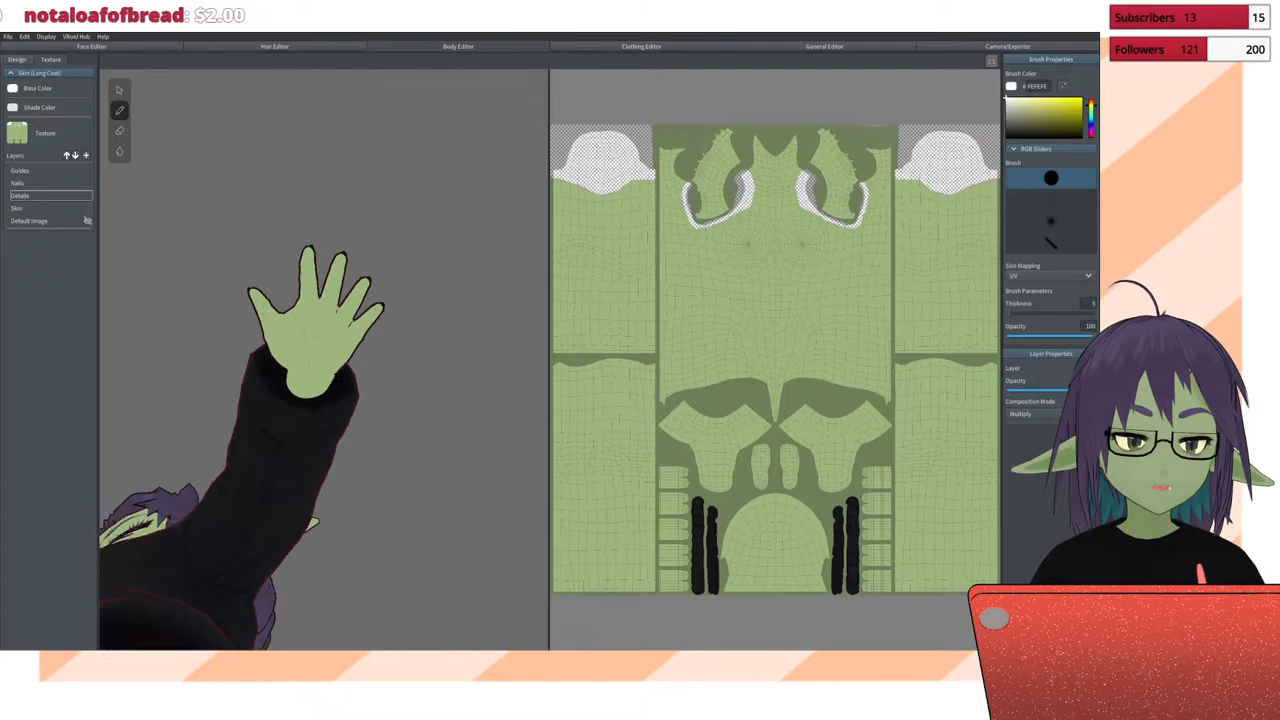 notaloafofbread: $2.00
Subscribers 13 15
Followers 121 200
File Edit Display VRoid Hub Help
Face Editor Hair Editor Body Editor Clothing Editor General Editor Camera/Exporter
Design Texture
Skin (Long Coat)
Base Color
Shade Color
Texture
Layers
Guides
Nails
Details
Skin
Default Image
Brush Properties
Brush Color
# FEFEFE
RGB Sliders
Brush
Size Mapping
UV
Brush Parameters
Thickness 5
Opacity 100
Layer Properties
Layer
Opacity
Composition Mode
Multiply